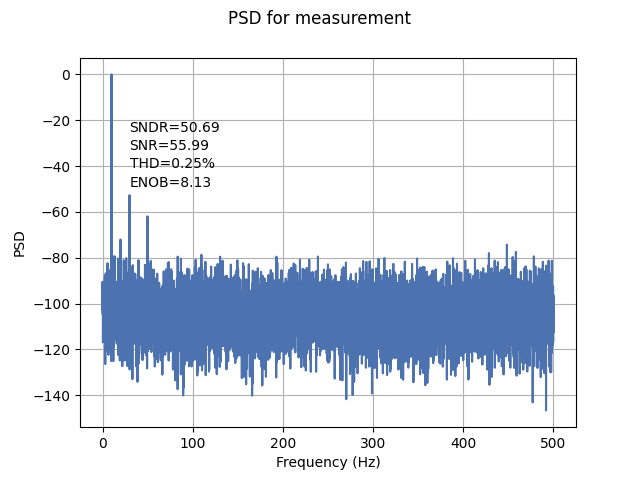 PSD for measurement
0
−20
−40
−60
−80
−100
−120
−140
PSD
SNDR=50.69
SNR=55.99
THD=0.25%
ENOB=8.13
0
100
200
300
400
500
Frequency (Hz)